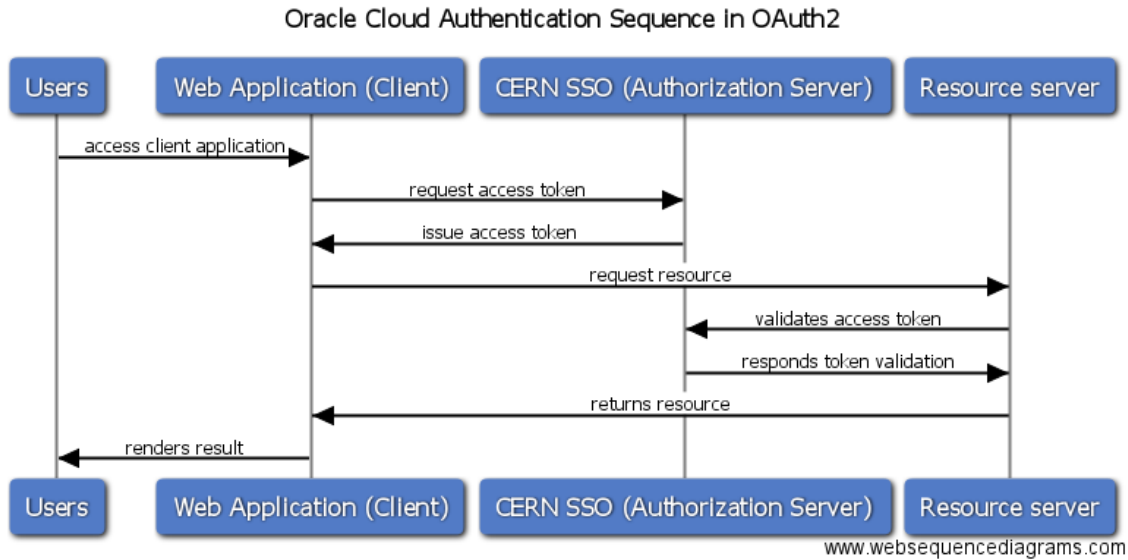 Oracle Cloud Authentication Sequence in OAuth2
Users
Web Application (Client)
CERN SSO (Authorization Server)
Resource server
access client application
request access token
issue access token
request resource
validates access token
responds token validation
returns resource
renders result
Users
Web Application (Client)
CERN SSO (Authorization Server)
Resource server
www.websequencediagrams.com